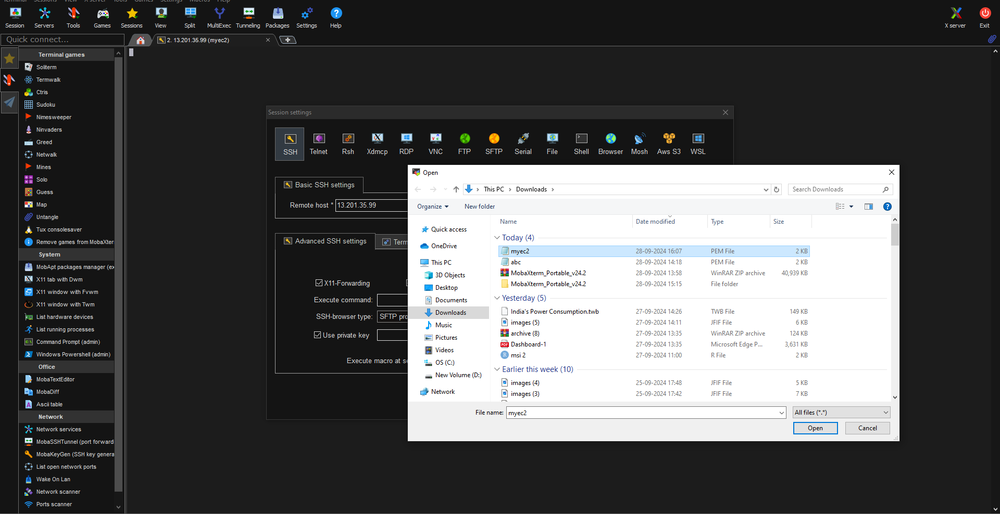 Terminal Sessions View X server Tools Games Settings Macros Help
Session Servers Tools Games Sessions View Split MultiExec Tunneling Packages Settings Help X server Exit
Quick connect...
2. 13.201.35.99 (myec2)
Terminal games
Soliterm
Termwalk
Ctris
Sudoku
Nimesweeper
Ninvaders
Greed
Netwalk
Mines
Solo
Guess
Map
Untangle
Tux consolesaver
Remove games from MobaXter
System
MobApt packages manager (ex
X11 tab with Dwm
X11 window with Fvwm
X11 window with Twm
List hardware devices
List running processes
Command Prompt (admin)
Windows Powershell (admin)
Office
MobaTextEditor
MobaDiff
Ascii table
Network
Network services
MobaSSHTunnel (port forward
MobaKeyGen (SSH key genera
List open network ports
Wake On Lan
Network scanner
Ports scanner
Session settings
SSH Telnet Rsh Xdmcp RDP VNC FTP SFTP Serial File Shell Browser Mosh Aws S3 WSL
Basic SSH settings
Remote host * 13.201.35.99
Advanced SSH settings Term
X11-Forwarding
Execute command:
SSH-browser type: SFTP pro
Use private key
Execute macro at se
Open
This PC > Downloads > Search Downloads
Organize New folder
Quick access
OneDrive
This PC
3D Objects
Desktop
Documents
Downloads
Music
Pictures
Videos
OS (C:)
New Volume (D:)
Network
Name Date modified Type Size
Today (4)
myec2 28-09-2024 16:07 PEM File 2 KB
abc 28-09-2024 14:18 PEM File 2 KB
MobaXterm_Portable_v24.2 28-09-2024 13:58 WinRAR ZIP archive 40,939 KB
MobaXterm_Portable_v24.2 28-09-2024 15:15 File folder
Yesterday (5)
India's Power Consumption.twb 27-09-2024 14:26 TWB File 149 KB
images (5) 27-09-2024 14:11 JFIF File 6 KB
archive (8) 27-09-2024 13:35 WinRAR ZIP archive 124 KB
Dashboard-1 27-09-2024 13:35 Microsoft Edge P... 3,631 KB
msi 2 27-09-2024 11:00 R File 2 KB
Earlier this week (10)
images (4) 25-09-2024 17:48 JFIF File 5 KB
images (3) 25-09-2024 17:42 JFIF File 7 KB
File name: myec2 All files (*.*)
Open Cancel